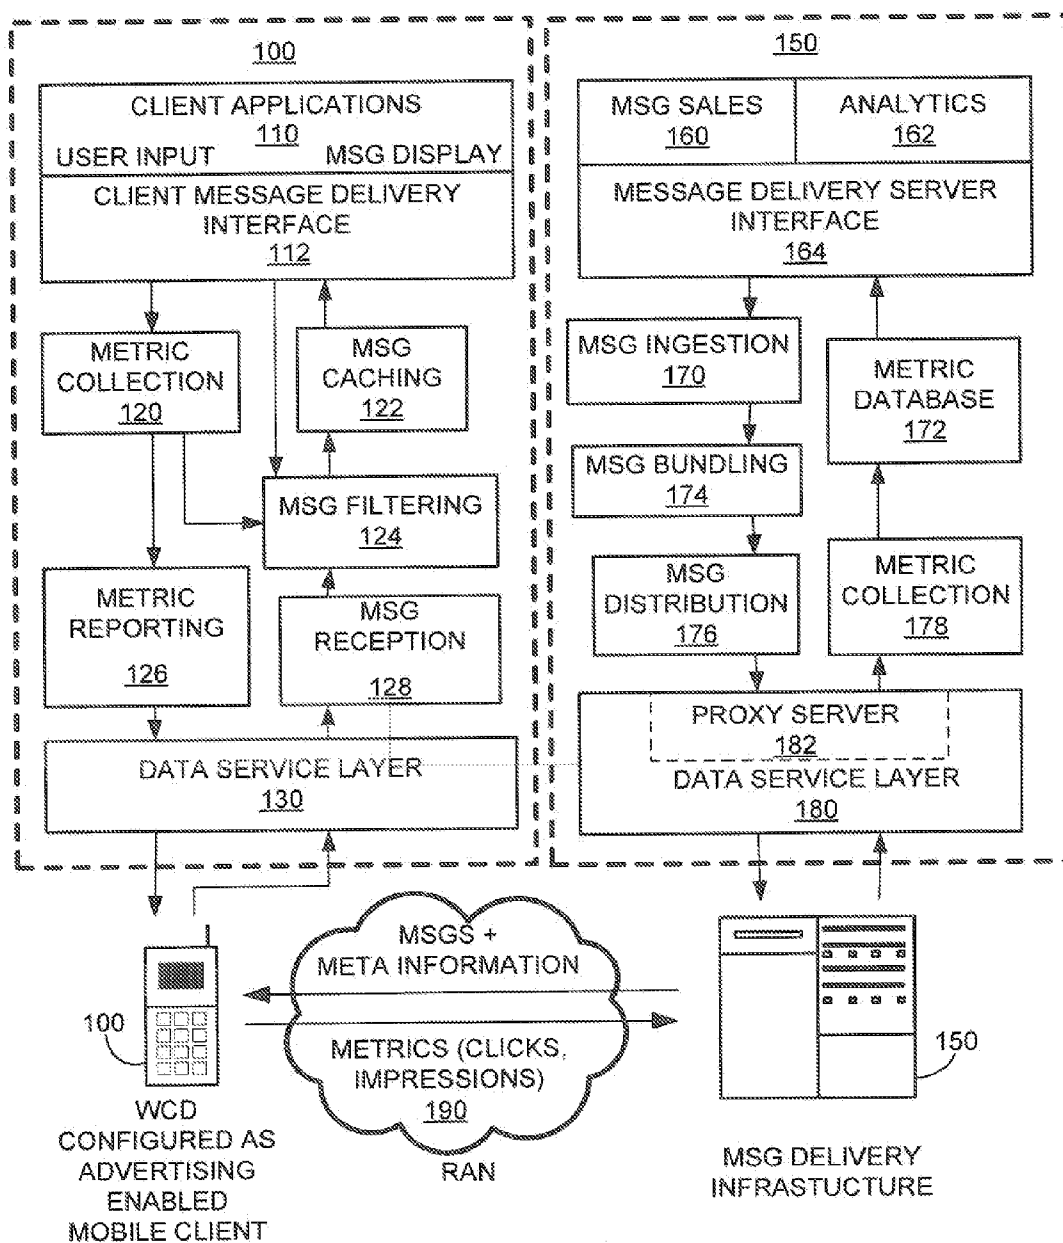 100
CLIENT APPLICATIONS
110
USER INPUT
MSG DISPLAY
CLIENT MESSAGE DELIVERY
INTERFACE
112
METRIC
COLLECTION
120
MSG
CACHING
122
MSG FILTERING
124
METRIC
REPORTING
126
MSG
RECEPTION
128
DATA SERVICE LAYER
130
150
MSG SALES
160
ANALYTICS
162
MESSAGE DELIVERY SERVER
INTERFACE
164
MSG INGESTION
170
METRIC
DATABASE
172
MSG BUNDLING
174
MSG
DISTRIBUTION
176
METRIC
COLLECTION
178
PROXY SERVER
182
DATA SERVICE LAYER
180
MSGS +
META INFORMATION
METRICS (CLICKS,
IMPRESSIONS)
190
RAN
100
WCD
CONFIGURED AS
ADVERTISING
ENABLED
MOBILE CLIENT
150
MSG DELIVERY
INFRASTUCTURE